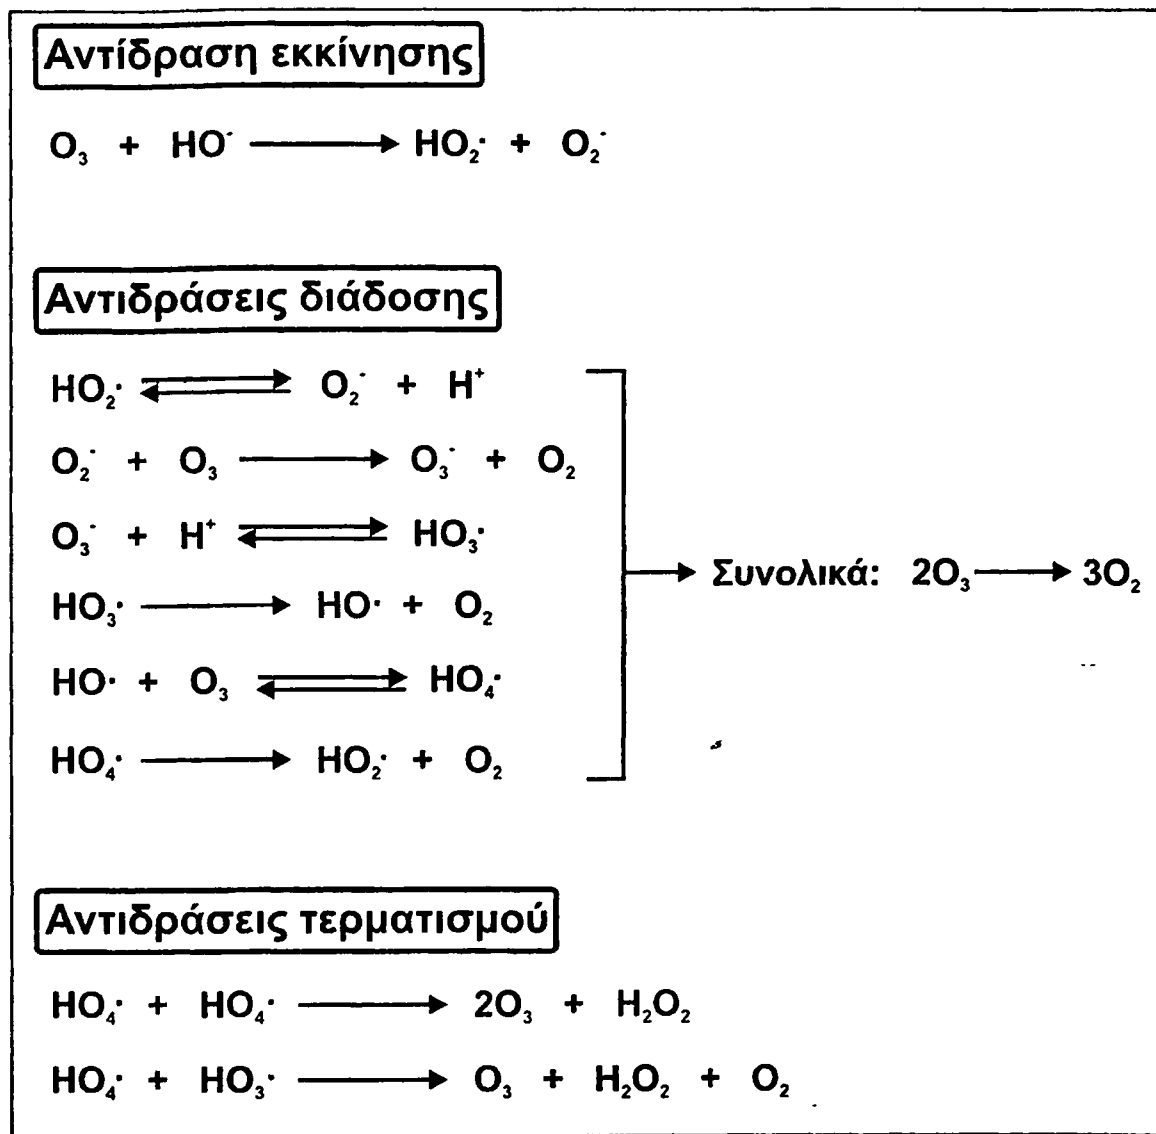 Αντίδραση εκκίνησης
O₃ + HO⁻ ⟶ HO₂· + O₂⁻
Αντιδράσεις διάδοσης
HO₂· ⇌ O₂⁻ + H⁺
O₂⁻ + O₃ ⟶ O₃⁻ + O₂
O₃⁻ + H⁺ ⇌ HO₃·
Συνολικά: 2O₃ ⟶ 3O₂
HO₃· ⟶ HO· + O₂
HO· + O₃ ⇌ HO₄·
HO₄· ⟶ HO₂· + O₂
Αντιδράσεις τερματισμού
HO₄· + HO₄· ⟶ 2O₃ + H₂O₂
HO₄· + HO₃· ⟶ O₃ + H₂O₂ + O₂